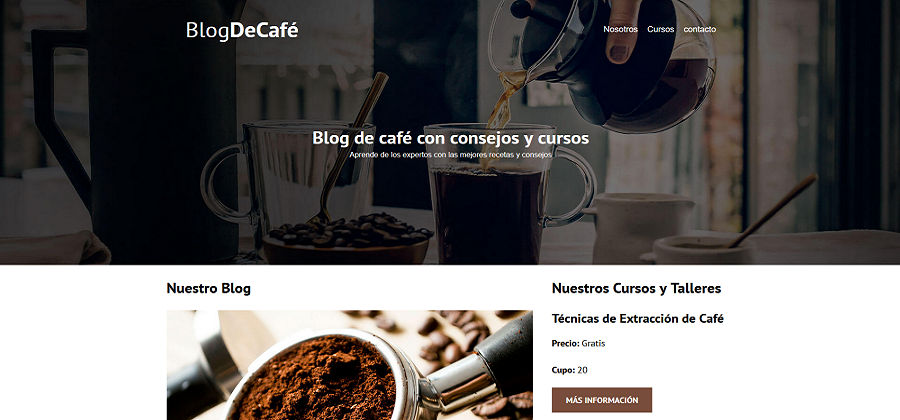 BlogDeCafé
Nosotros Cursos contacto
Blog de café con consejos y cursos
Aprende de los expertos con las mejores recetas y consejos
Nuestro Blog
Nuestros Cursos y Talleres
Técnicas de Extracción de Café
Precio: Gratis
Cupo: 20
MÁS INFORMACIÓN